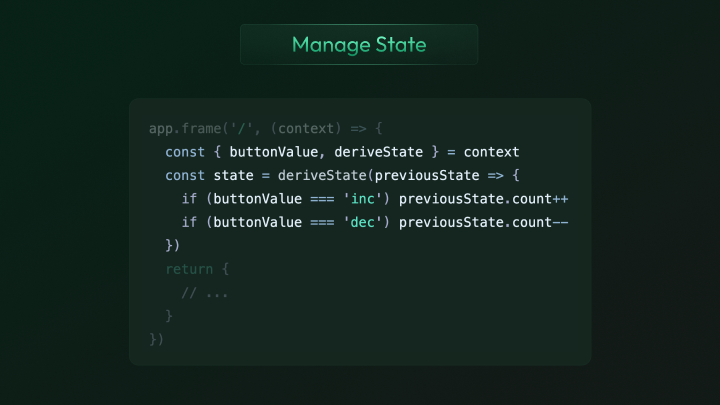 Manage State
app.frame('/', (context) => {
  const { buttonValue, deriveState } = context
  const state = deriveState(previousState => {
    if (buttonValue === 'inc') previousState.count++
    if (buttonValue === 'dec') previousState.count--
  })
  return {
    // ...
  }
})